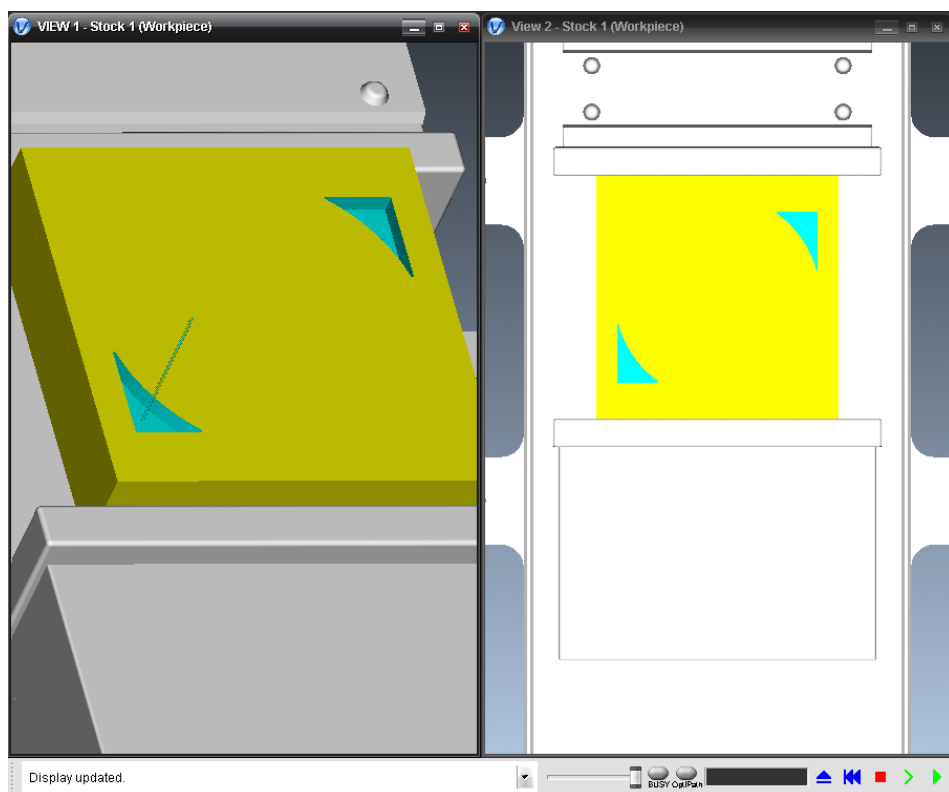 VIEW 1 - Stock 1 (Workpiece)
View 2 - Stock 1 (Workpiece)
Display updated.
BUSY OptiPath